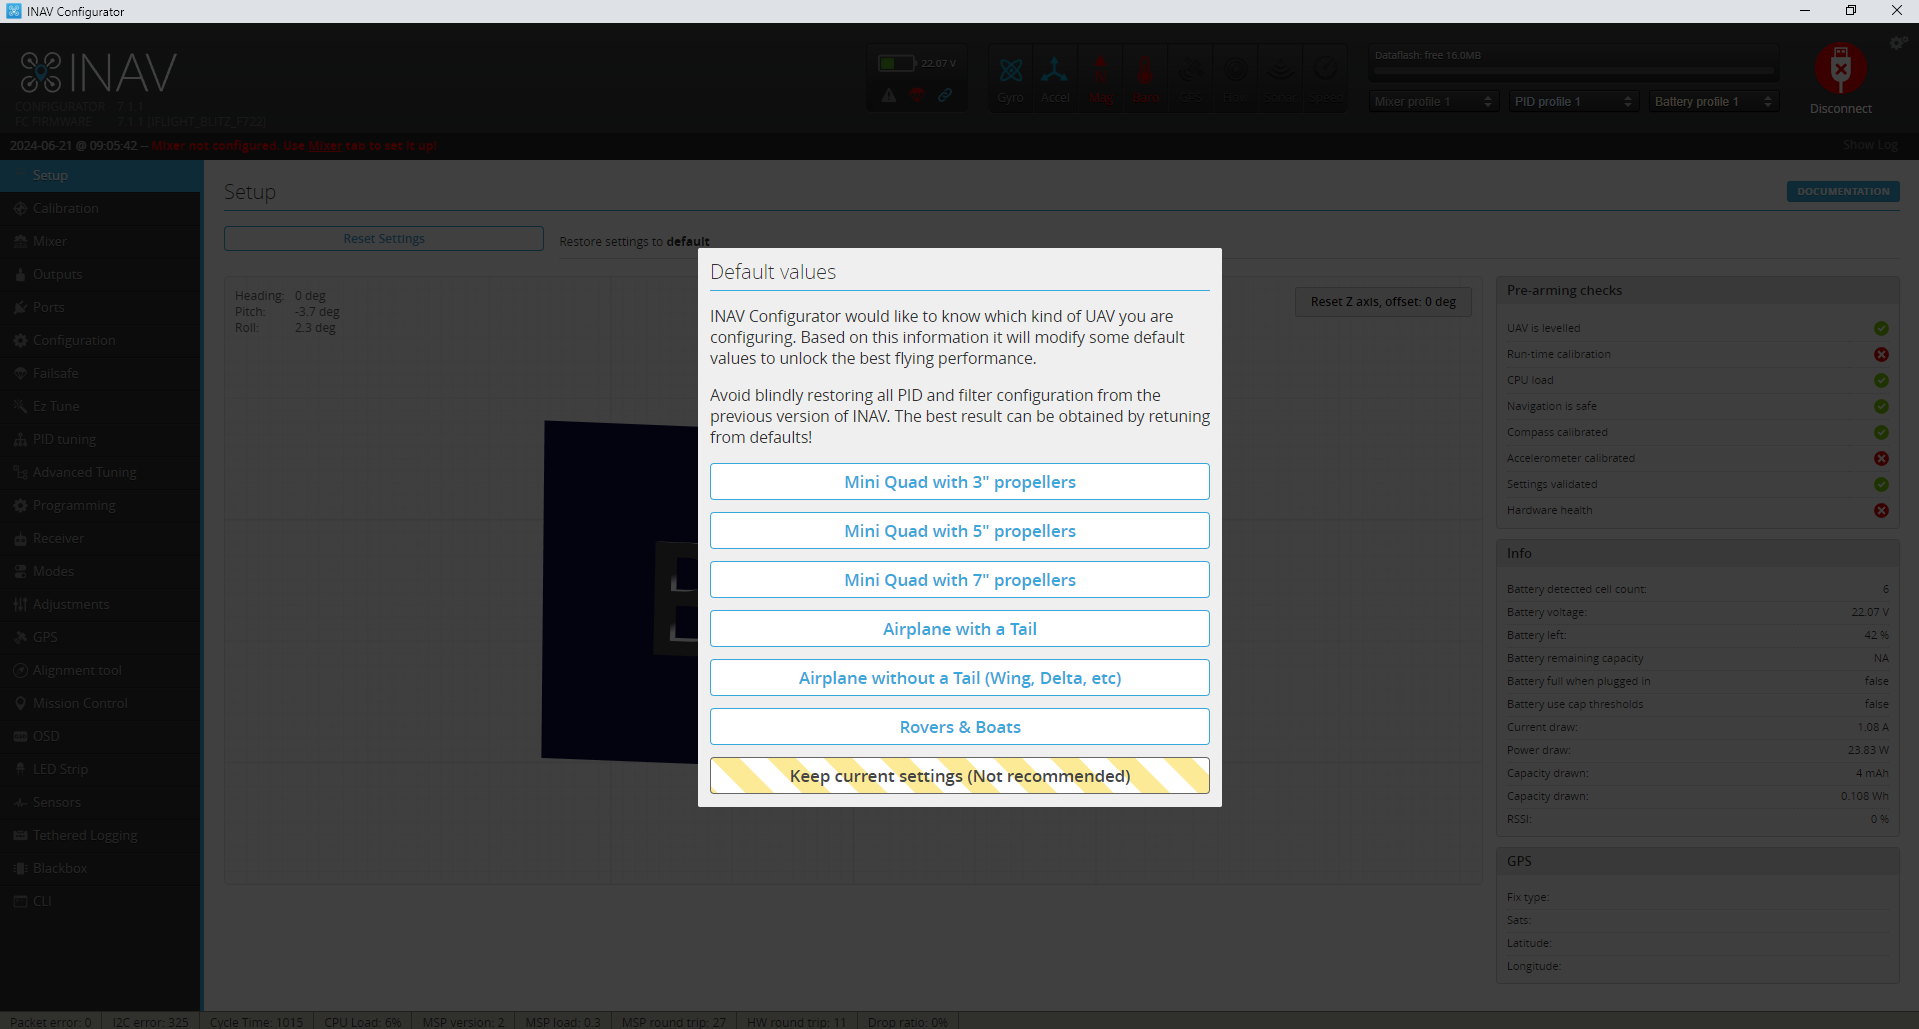 INAV Configurator
INAV
CONFIGURATOR 7.1.1
FC FIRMWARE 7.1.1 [IFLIGHT_BLITZ_F722]
22.07 V
Gyro Accel Mag Baro GPS Flow Sonar Speed
Dataflash: free 16.0MB
Mixer profile 1 PID profile 1 Battery profile 1
Disconnect
2024-06-21 @ 09:05:42 -- Mixer not configured. Use Mixer tab to set it up!
Show Log
Setup
Calibration
Mixer
Outputs
Ports
Configuration
Failsafe
Ez Tune
PID tuning
Advanced Tuning
Programming
Receiver
Modes
Adjustments
GPS
Alignment tool
Mission Control
OSD
LED Strip
Sensors
Tethered Logging
Blackbox
CLI
Setup
DOCUMENTATION
Reset Settings
Restore settings to default
Heading: 0 deg
Pitch: -3.7 deg
Roll: 2.3 deg
Reset Z axis, offset: 0 deg
Default values
INAV Configurator would like to know which kind of UAV you are
configuring. Based on this information it will modify some default
values to unlock the best flying performance.
Avoid blindly restoring all PID and filter configuration from the
previous version of INAV. The best result can be obtained by retuning
from defaults!
Mini Quad with 3" propellers
Mini Quad with 5" propellers
Mini Quad with 7" propellers
Airplane with a Tail
Airplane without a Tail (Wing, Delta, etc)
Rovers & Boats
Keep current settings (Not recommended)
Pre-arming checks
UAV is levelled
Run-time calibration
CPU load
Navigation is safe
Compass calibrated
Accelerometer calibrated
Settings validated
Hardware health
Info
Battery detected cell count: 6
Battery voltage: 22.07 V
Battery left: 42 %
Battery remaining capacity NA
Battery full when plugged in false
Battery use cap thresholds false
Current draw: 1.08 A
Power draw: 23.83 W
Capacity drawn: 4 mAh
Capacity drawn: 0.108 Wh
RSSI: 0 %
GPS
Fix type:
Sats:
Latitude:
Longitude:
Packet error: 0 I2C error: 325 Cycle Time: 1015 CPU Load: 6% MSP version: 2 MSP load: 0.3 MSP round trip: 27 HW round trip: 11 Drop ratio: 0%